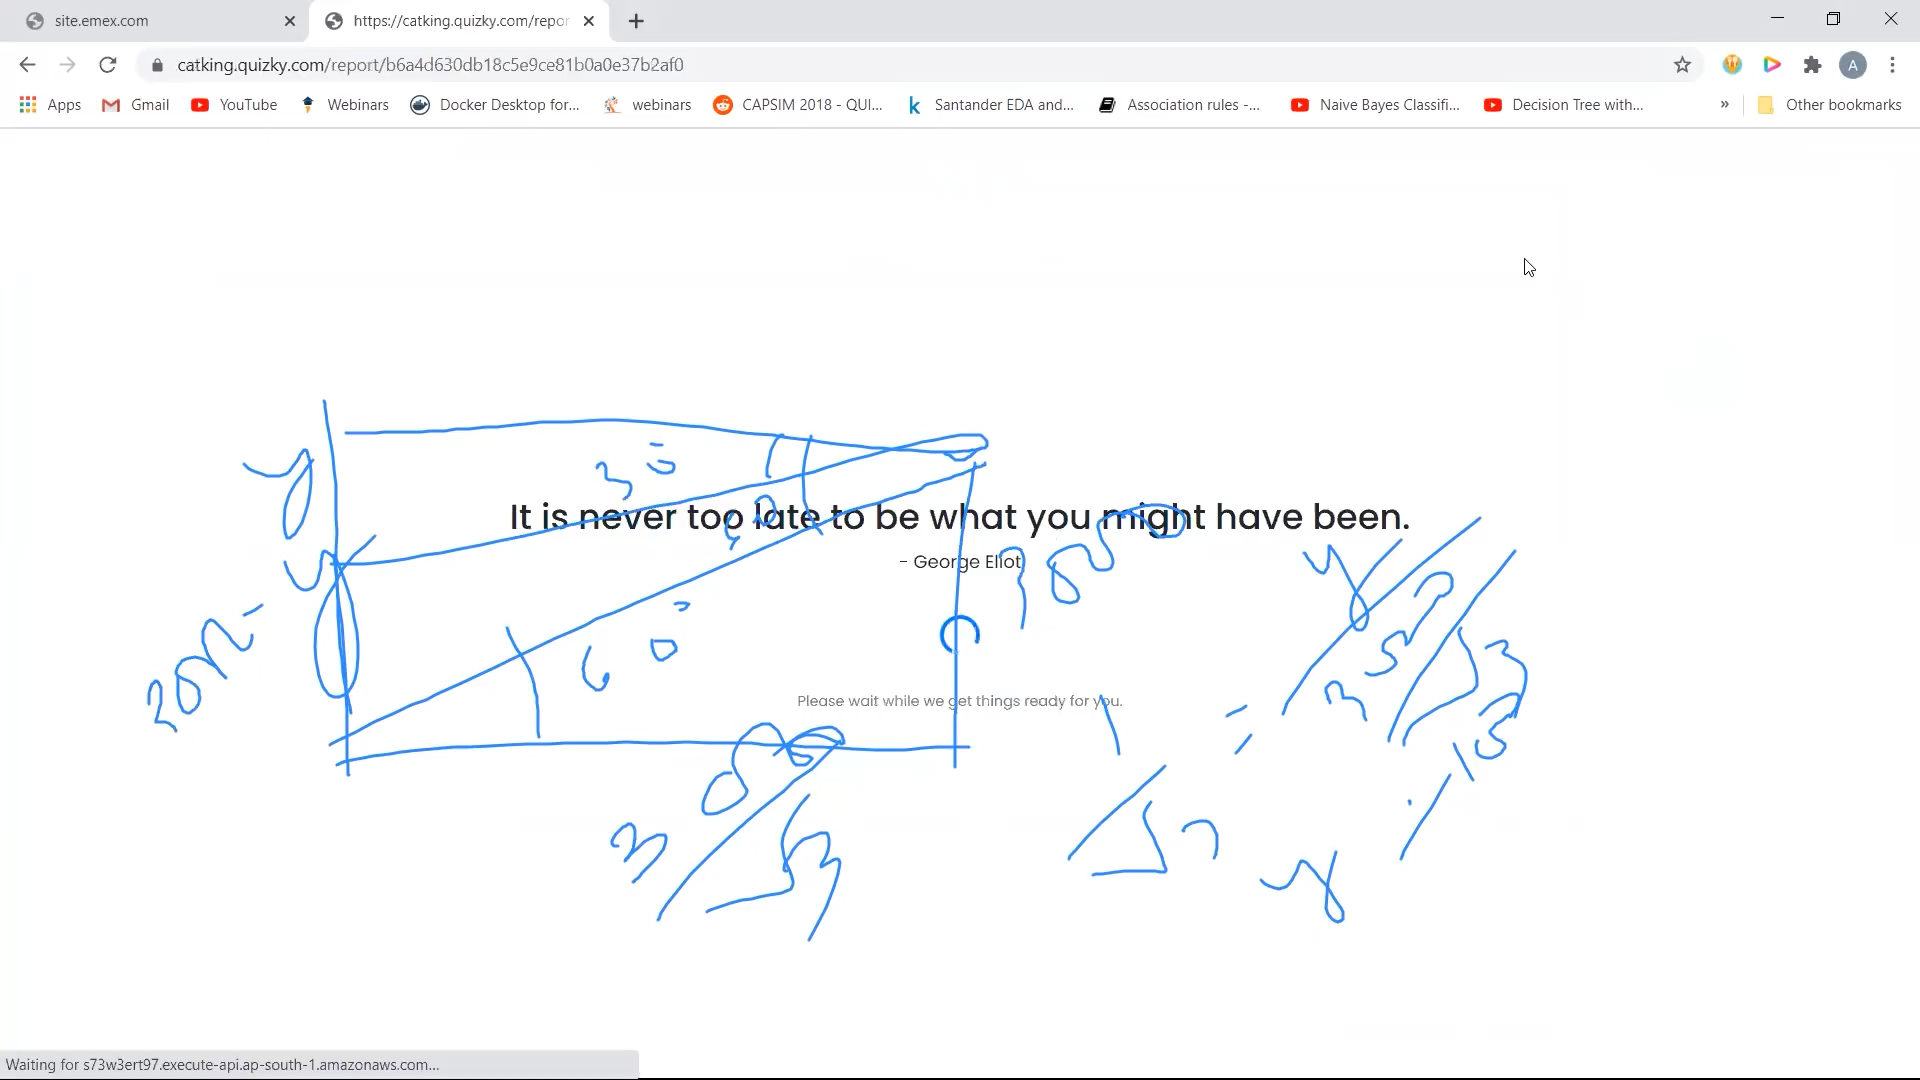 site.emex.com
https://catking.quizky.com/repor
catking.quizky.com/report/b6a4d630db18c5e9ce81b0a0e37b2af0
A
Apps Gmail YouTube Webinars Docker Desktop for... webinars CAPSIM 2018 - QUI... Santander EDA and... Association rules -... Naive Bayes Classifi... Decision Tree with... » Other bookmarks
y
30
It is never too late to be what you might have been.
- George Eliot
60°
Please wait while we get things ready for you.
y
√3
Waiting for s73w3ert97.execute-api.ap-south-1.amazonaws.com...